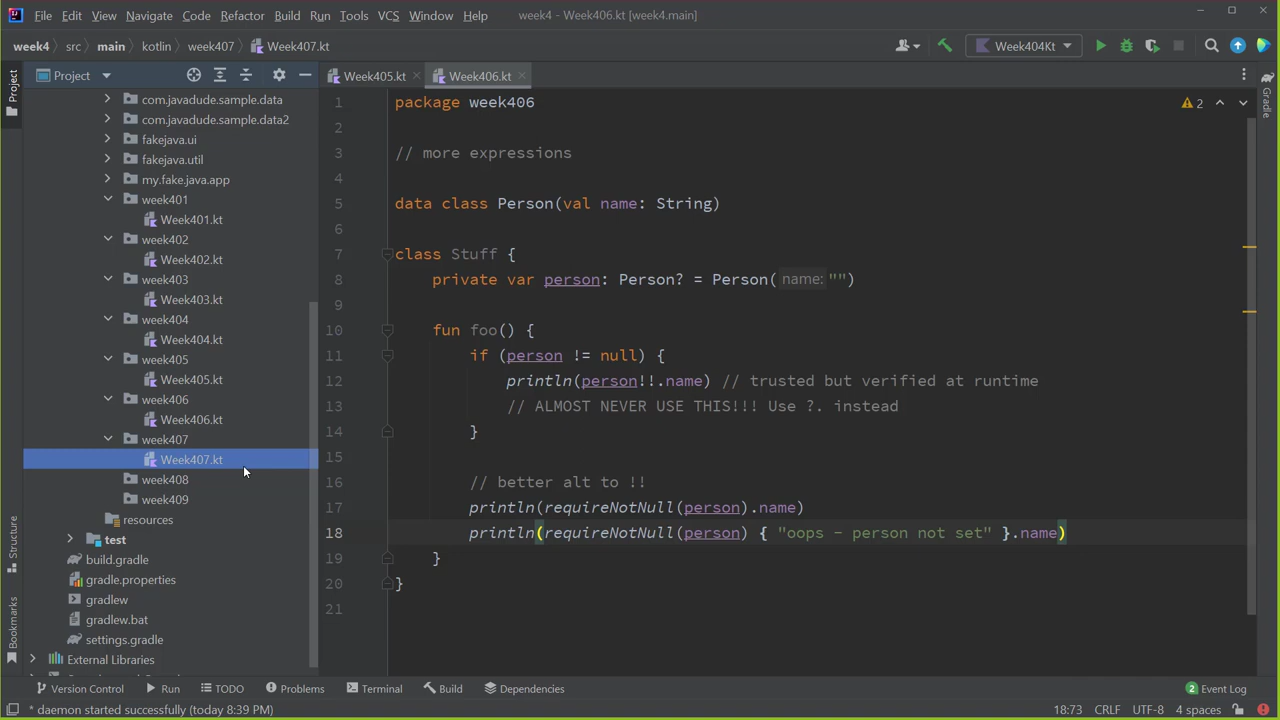 File Edit View Navigate Code Refactor Build Run Tools VCS Window Help week4 - Week406.kt [week4.main]
week4 src main kotlin week407 Week407.kt Week404Kt
Project
Week405.kt Week406.kt
Project
com.javadude.sample.data
com.javadude.sample.data2
fakejava.ui
fakejava.util
my.fake.java.app
week401
Week401.kt
week402
Week402.kt
week403
Week403.kt
week404
Week404.kt
week405
Week405.kt
week406
Week406.kt
week407
Week407.kt
week408
week409
resources
test
build.gradle
gradle.properties
gradlew
gradlew.bat
settings.gradle
External Libraries
Structure
Bookmarks
1 package week406
2
3 // more expressions
4
5 data class Person(val name: String)
6
7 class Stuff {
8 private var person: Person? = Person( name: "")
9
10 fun foo() {
11 if (person != null) {
12 println(person!!.name) // trusted but verified at runtime
13 // ALMOST NEVER USE THIS!!! Use ?. instead
14 }
15
16 // better alt to !!
17 println(requireNotNull(person).name)
18 println(requireNotNull(person) { "oops - person not set" }.name)
19 }
20 }
21
2
Gradle
Version Control Run TODO Problems Terminal Build Dependencies 2 Event Log
* daemon started successfully (today 8:39 PM) 18:73 CRLF UTF-8 4 spaces